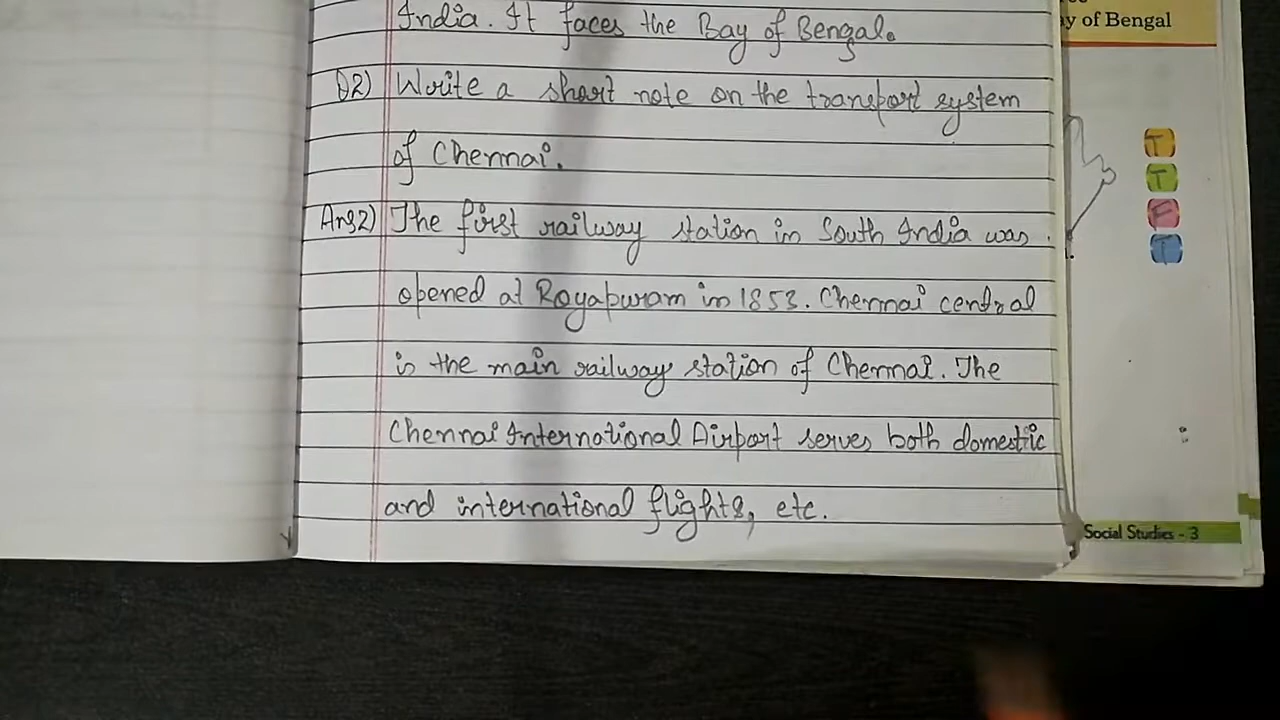 India. It faces the Bay of Bengal.
Q2) Write a short note on the transport system
of Chennai.
Ans2) The first railway station in South India was
opened at Royapuram in 1853. Chennai central
is the main railway station of Chennai. The
Chennai International Airport serves both domestic
and international flights, etc.
y of Bengal
T
T
F
T
Social Studies - 3